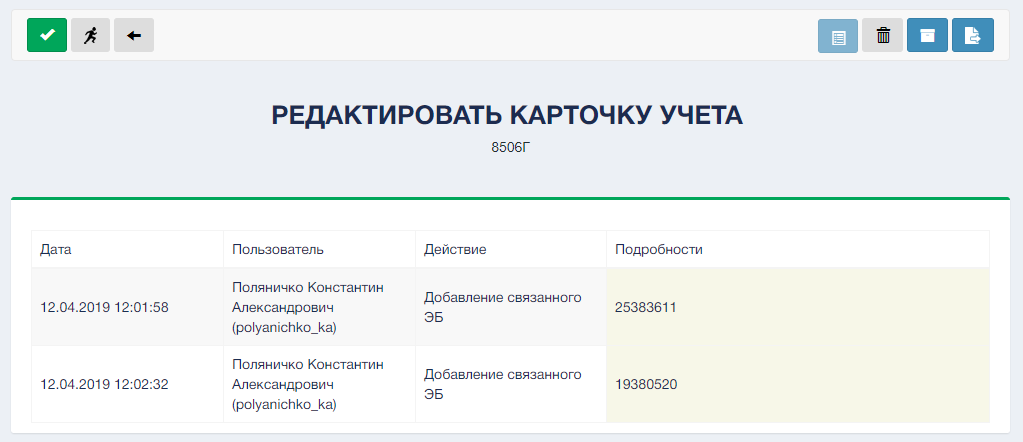 РЕДАКТИРОВАТЬ КАРТОЧКУ УЧЕТА
8506Г
Дата Пользователь Действие Подробности
12.04.2019 12:01:58 Поляничко Константин Александрович (polyanichko_ka) Добавление связанного ЭБ 25383611
12.04.2019 12:02:32 Поляничко Константин Александрович (polyanichko_ka) Добавление связанного ЭБ 19380520